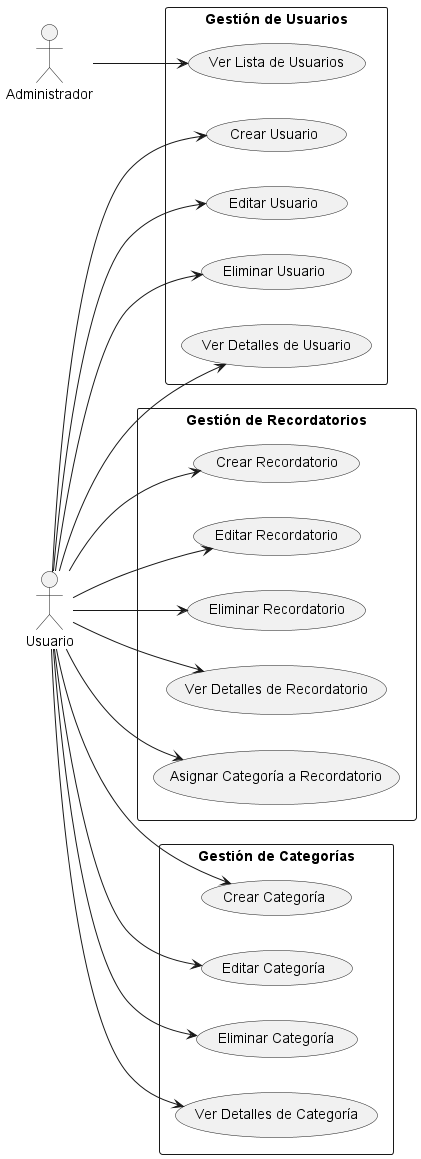 Gestión de Usuarios
Administrador
Ver Lista de Usuarios
Crear Usuario
Editar Usuario
Eliminar Usuario
Ver Detalles de Usuario
Gestión de Recordatorios
Crear Recordatorio
Editar Recordatorio
Eliminar Recordatorio
Usuario
Ver Detalles de Recordatorio
Asignar Categoría a Recordatorio
Gestión de Categorías
Crear Categoría
Editar Categoría
Eliminar Categoría
Ver Detalles de Categoría